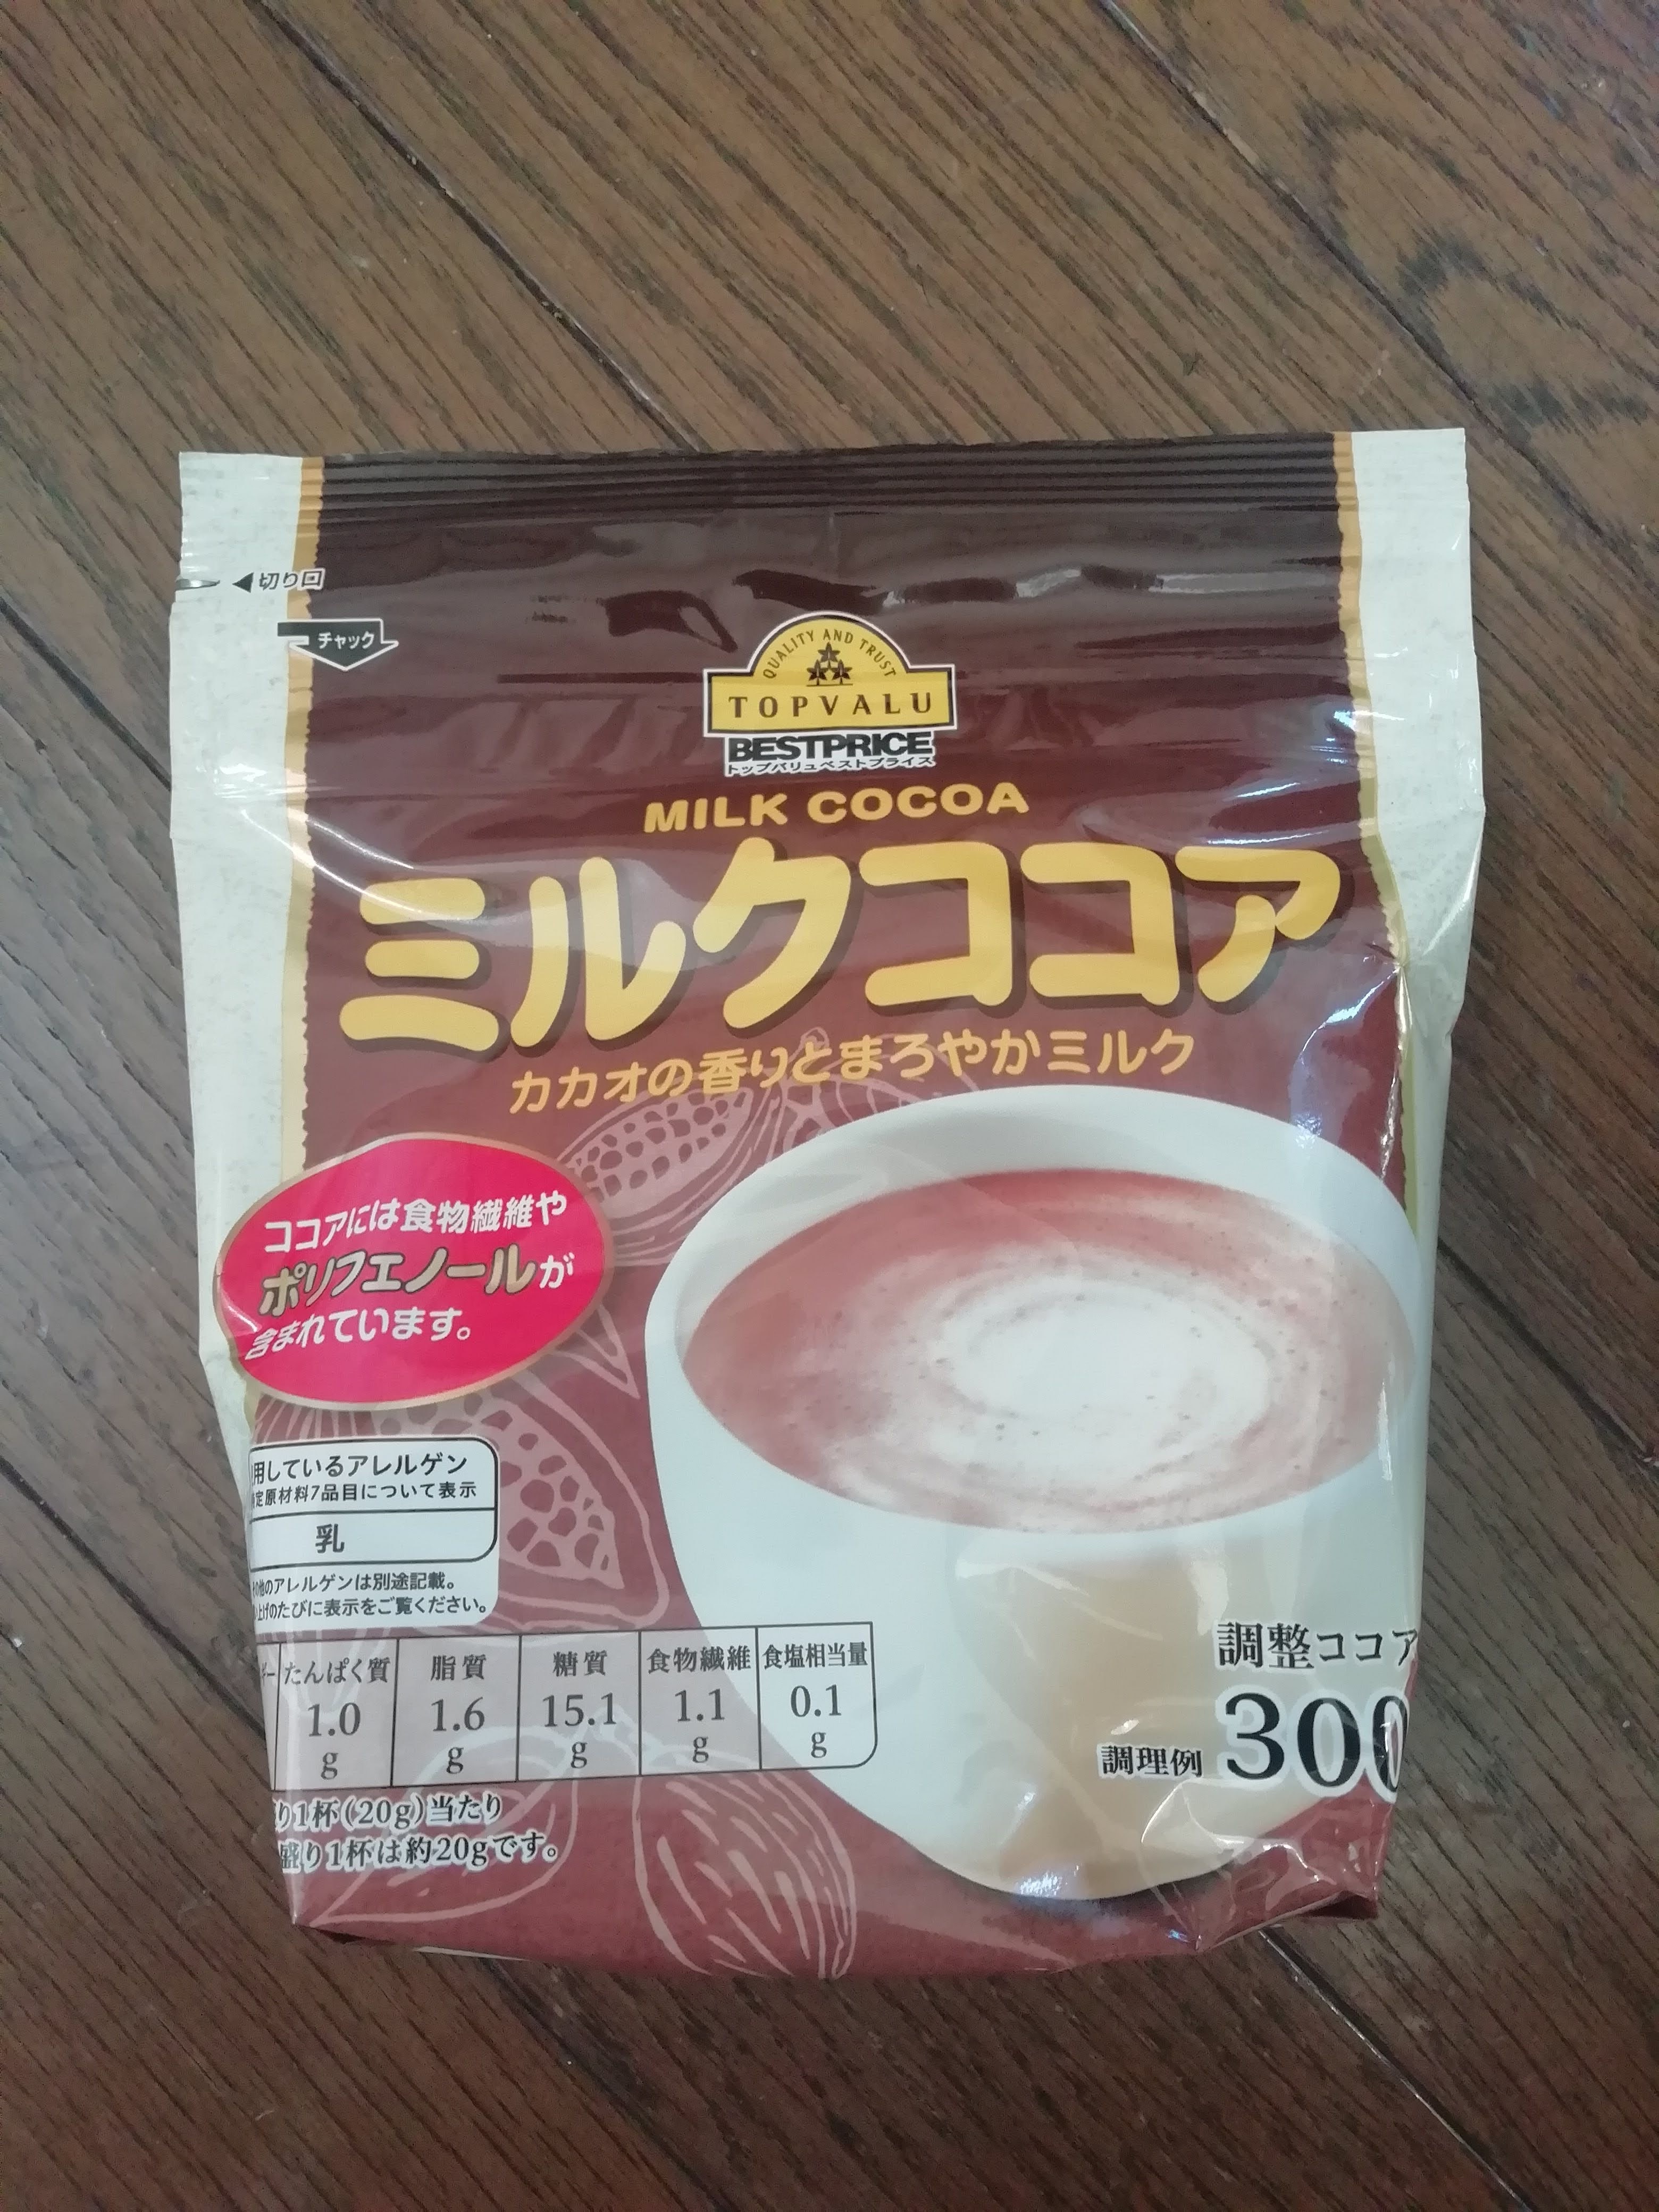 切り口
チャック
QUALITY AND TRUST
TOPVALU
BESTPRICE
トップバリュベストプライス
MILK COCOA
ミルクココア
カカオの香りとまろやかミルク
ココアには食物繊維や
ポリフェノールが
含まれています。
用しているアレルゲン
定原材料7品目について表示
乳
の他のアレルゲンは別途記載。
上げのたびに表示をご覧ください。
ギー たんぱく質 脂質 糖質 食物繊維 食塩相当量
1.0 1.6 15.1 1.1 0.1
g g g g g
り1杯(20g)当たり
盛り1杯は約20gです。
調整ココア
調理例 300